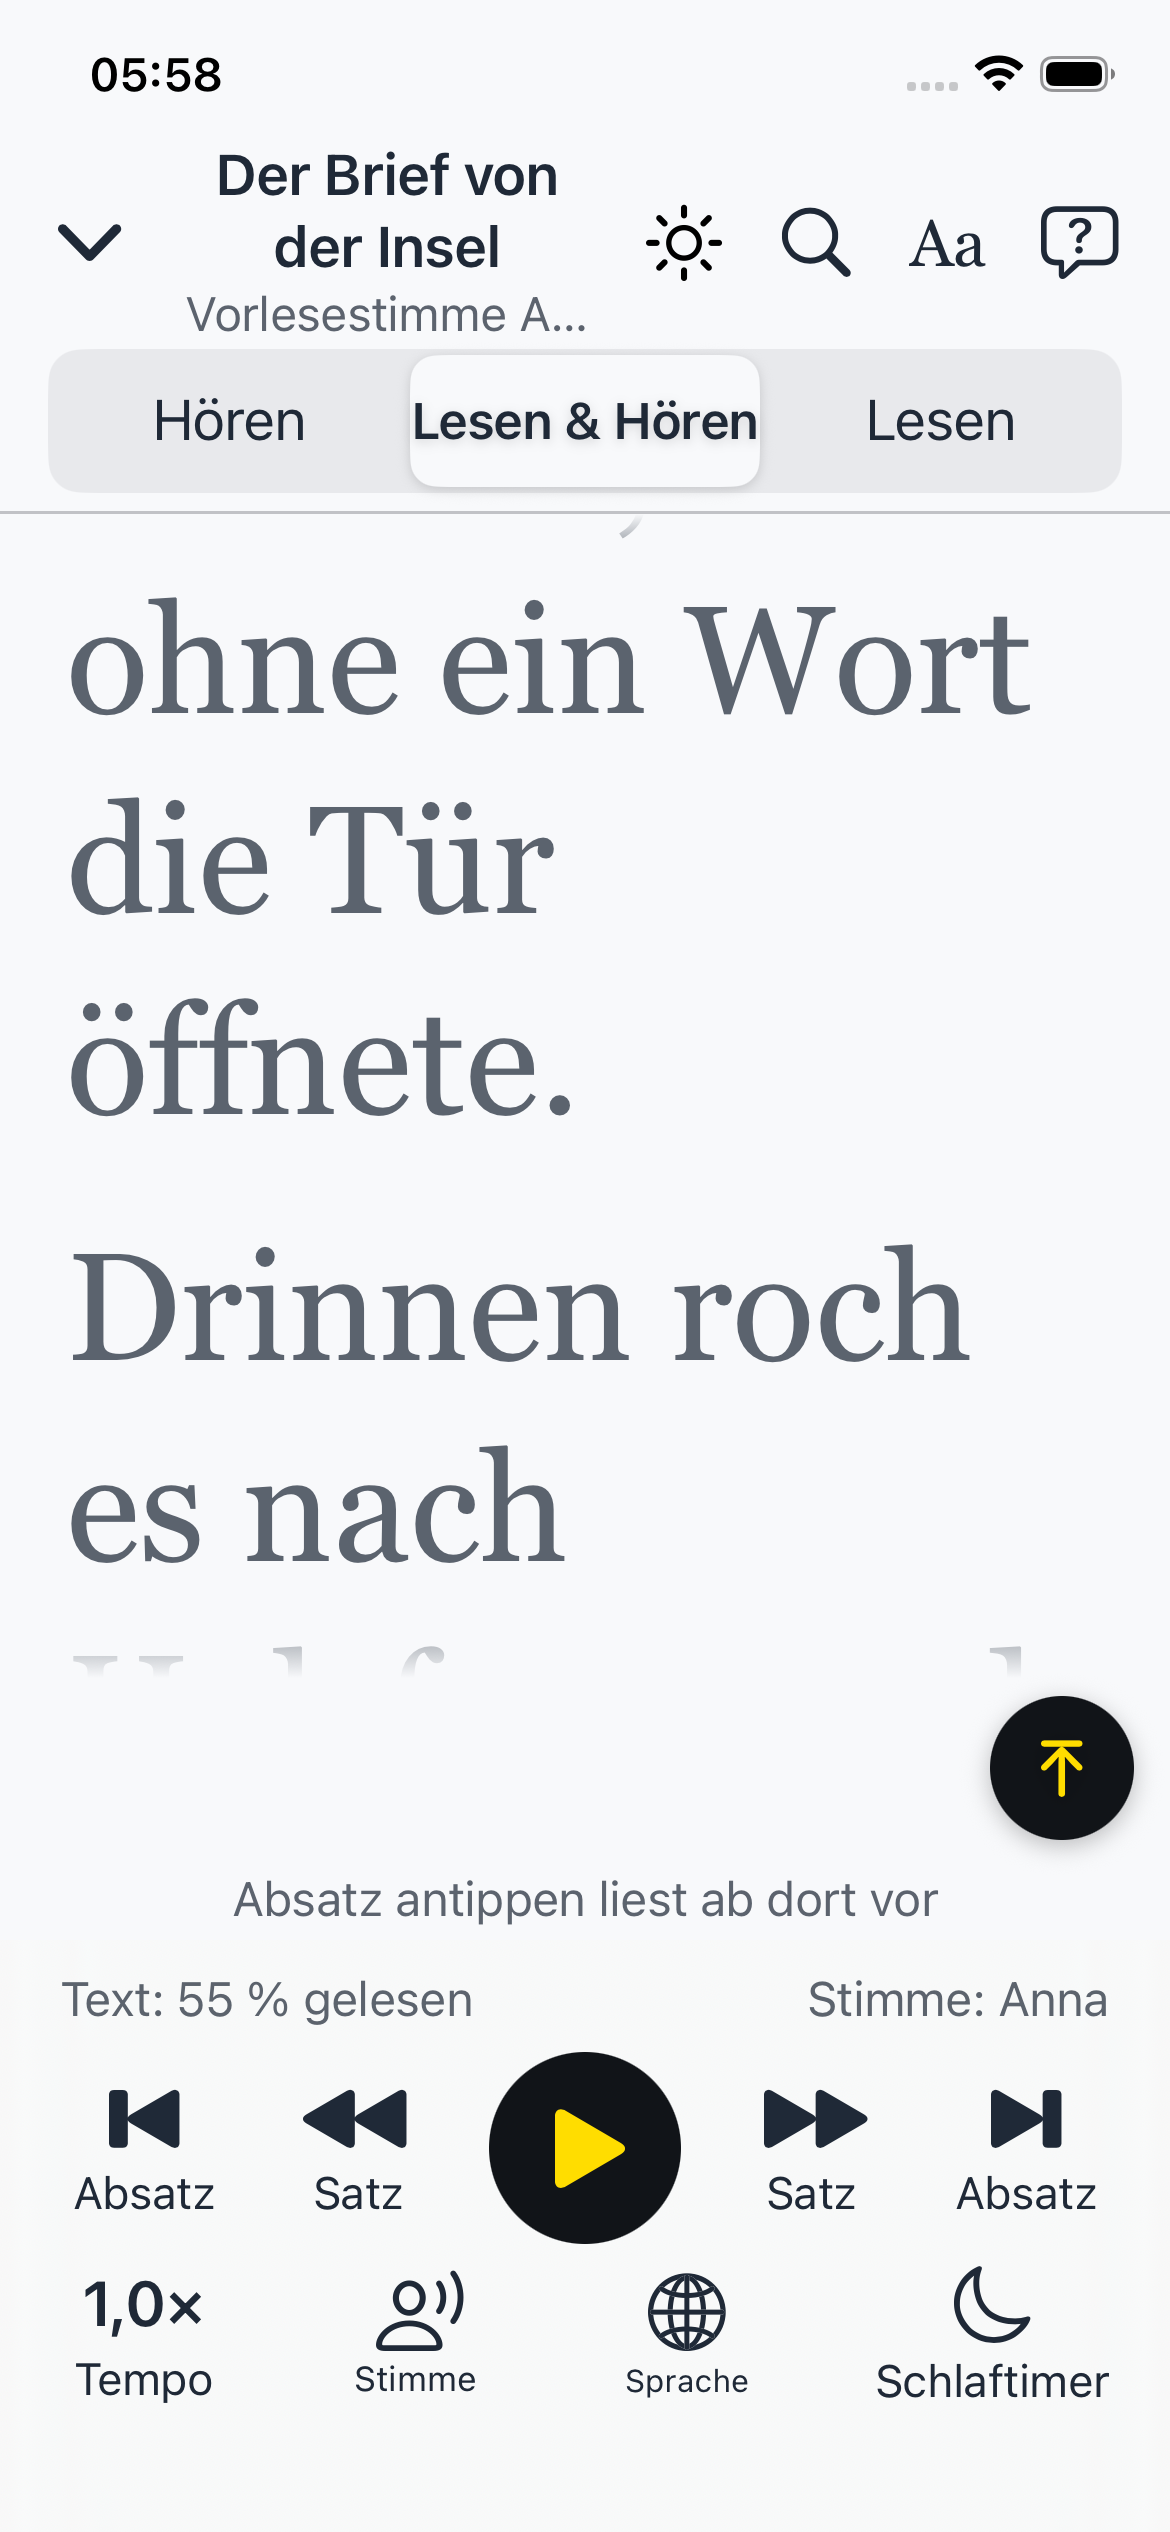 05:58
Der Brief von
der Insel
Vorlesestimme A...
Aa
?
Hören
Lesen & Hören
Lesen
ohne ein Wort
die Tür
öffnete.
Drinnen roch
es nach
Absatz antippen liest ab dort vor
Text: 55 % gelesen
Stimme: Anna
Absatz
Satz
Satz
Absatz
1,0×
Tempo
Stimme
Sprache
Schlaftimer